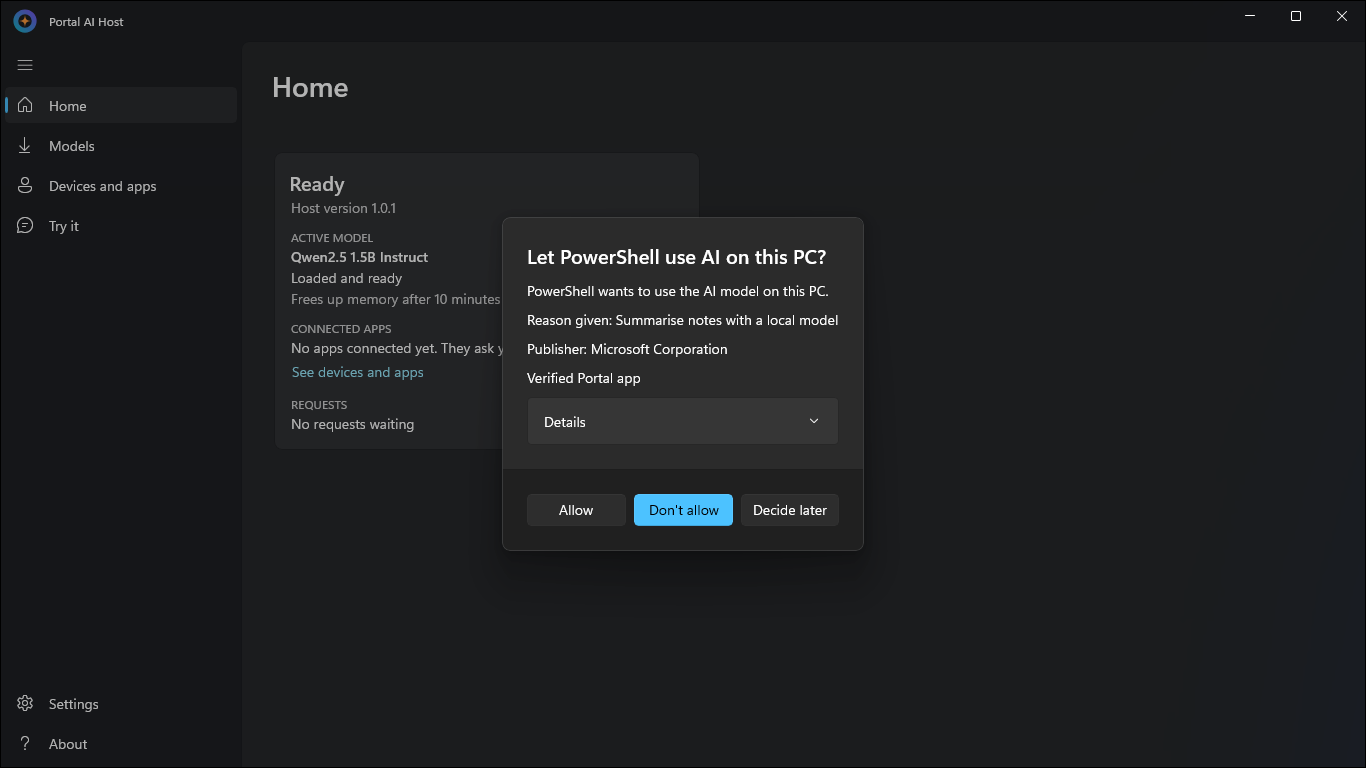 Portal AI Host
Home
Models
Devices and apps
Try it
Settings
About
Home
Ready
Host version 1.0.1
ACTIVE MODEL
Qwen2.5 1.5B Instruct
Loaded and ready
Frees up memory after 10 minutes
CONNECTED APPS
No apps connected yet. They ask
See devices and apps
REQUESTS
No requests waiting
Let PowerShell use AI on this PC?
PowerShell wants to use the AI model on this PC.
Reason given: Summarise notes with a local model
Publisher: Microsoft Corporation
Verified Portal app
Details
Allow
Don't allow
Decide later